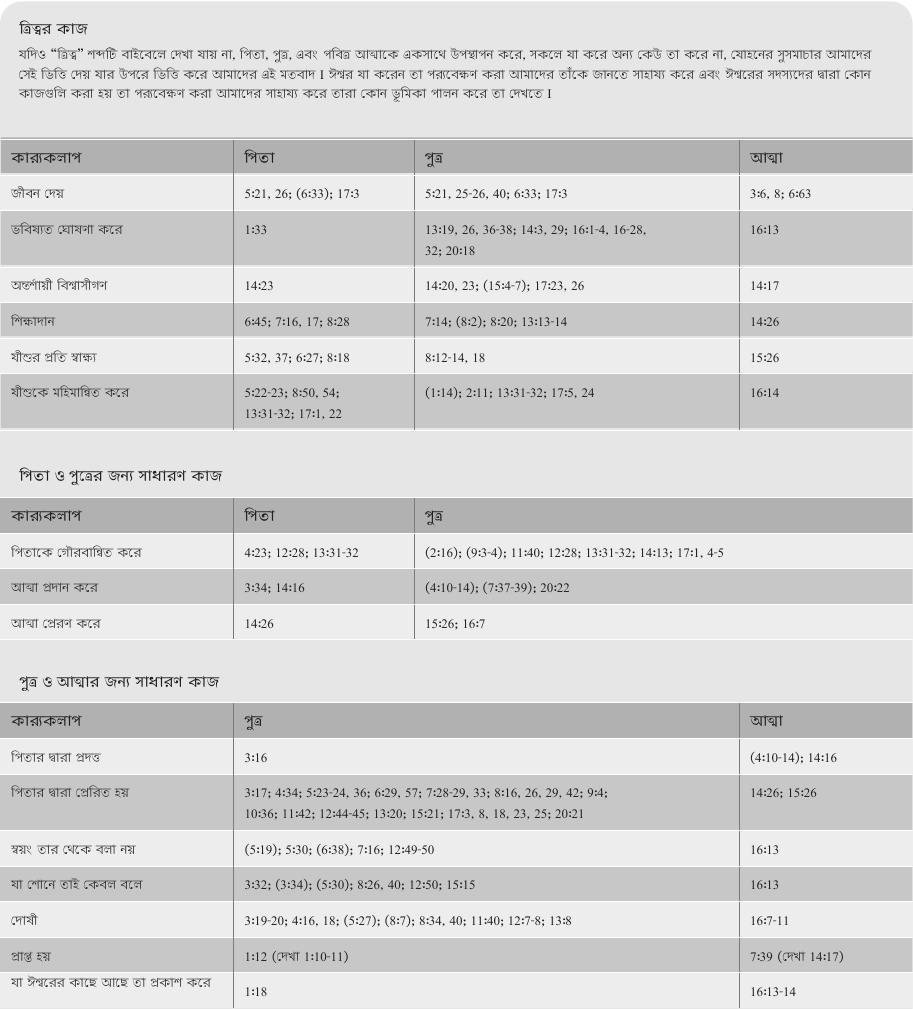 ত্রিত্বর কাজ
যদিও “ত্রিত্ব” শব্দটি বাইবেলে দেখা যায় না, পিতা, পুত্র, এবং পবিত্র আত্মাকে একসাথে উপস্থাপন করে, সকলে যা করে অন্য কেউ তা করে না, যোহনের সুসমাচার আমাদের
সেই ভিত্তি দেয় যার উপরে ভিত্তি করে আমাদের এই মতবাদ I ঈশ্বর যা করেন তা পর্‍যবেক্ষণ করা আমাদের তাঁকে জানতে সাহায্য করে এবং ঈশ্বরের সদস্যদের দ্বারা কোন
কাজগুলি করা হয় তা পর্‍যবেক্ষণ করা আমাদের সাহায্য করে তারা কোন ভূমিকা পালন করে তা দেখতে I
কার্‍যকলাপ পিতা পুত্র আত্মা
জীবন দেয় 5:21, 26; (6:33); 17:3 5:21, 25-26, 40; 6:33; 17:3 3:6, 8; 6:63
ভবিষ্যত ঘোষণা করে 1:33 13:19, 26, 36-38; 14:3, 29; 16:1-4, 16-28, 16:13
32; 20:18
অন্তর্শায়ী বিশ্বাসীগণ 14:23 14:20, 23; (15:4-7); 17:23, 26 14:17
শিক্ষাদান 6:45; 7:16, 17; 8:28 7:14; (8:2); 8:20; 13:13-14 14:26
যীশুর প্রতি স্বাক্ষ্য 5:32, 37; 6:27; 8:18 8:12-14, 18 15:26
যীশুকে মহিমান্বিত করে 5:22-23; 8:50, 54; (1:14); 2:11; 13:31-32; 17:5, 24 16:14
13:31-32; 17:1, 22
পিতা ও পুত্রের জন্য সাধারণ কাজ
কার্‍যকলাপ পিতা পুত্র
পিতাকে গৌরবান্বিত করে 4:23; 12:28; 13:31-32 (2:16); (9:3-4); 11:40; 12:28; 13:31-32; 14:13; 17:1, 4-5
আত্মা প্রদান করে 3:34; 14:16 (4:10-14); (7:37-39); 20:22
আত্মা প্রেরণ করে 14:26 15:26; 16:7
পুত্র ও আত্মার জন্য সাধারণ কাজ
কার্‍যকলাপ পুত্র আত্মা
পিতার দ্বারা প্রদত্ত 3:16 (4:10-14); 14:16
পিতার দ্বারা প্রেরিত হয় 3:17; 4:34; 5:23-24, 36; 6:29, 57; 7:28-29, 33; 8:16, 26, 29, 42; 9:4; 14:26; 15:26
10:36; 11:42; 12:44-45; 13:20; 15:21; 17:3, 8, 18, 23, 25; 20:21
স্বয়ং তার থেকে বলা নয় (5:19); 5:30; (6:38); 7:16; 12:49-50 16:13
যা শোনে তাই কেবল বলে 3:32; (3:34); (5:30); 8:26, 40; 12:50; 15:15 16:13
দোষী 3:19-20; 4:16, 18; (5:27); (8:7); 8:34, 40; 11:40; 12:7-8; 13:8 16:7-11
প্রাপ্ত হয় 1:12 (দেখা 1:10-11) 7:39 (দেখা 14:17)
যা ঈশ্বরের কাছে আছে তা প্রকাশ করে 1:18 16:13-14